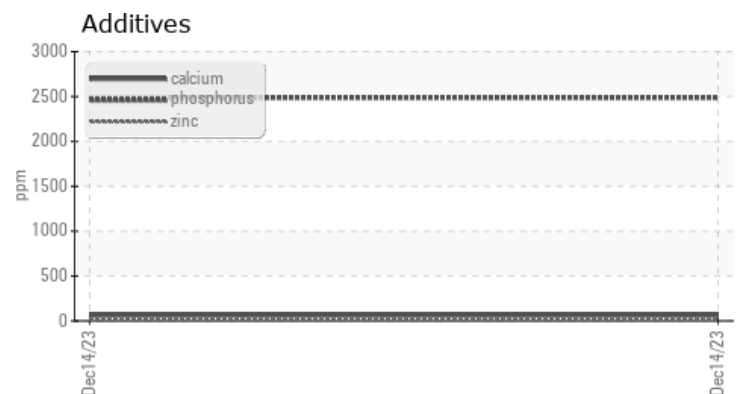 Additives
3000
calcium
2500
phosphorus
zinc
2000
ppm
1500
1000
500
0
Dec14/23
Dec14/23